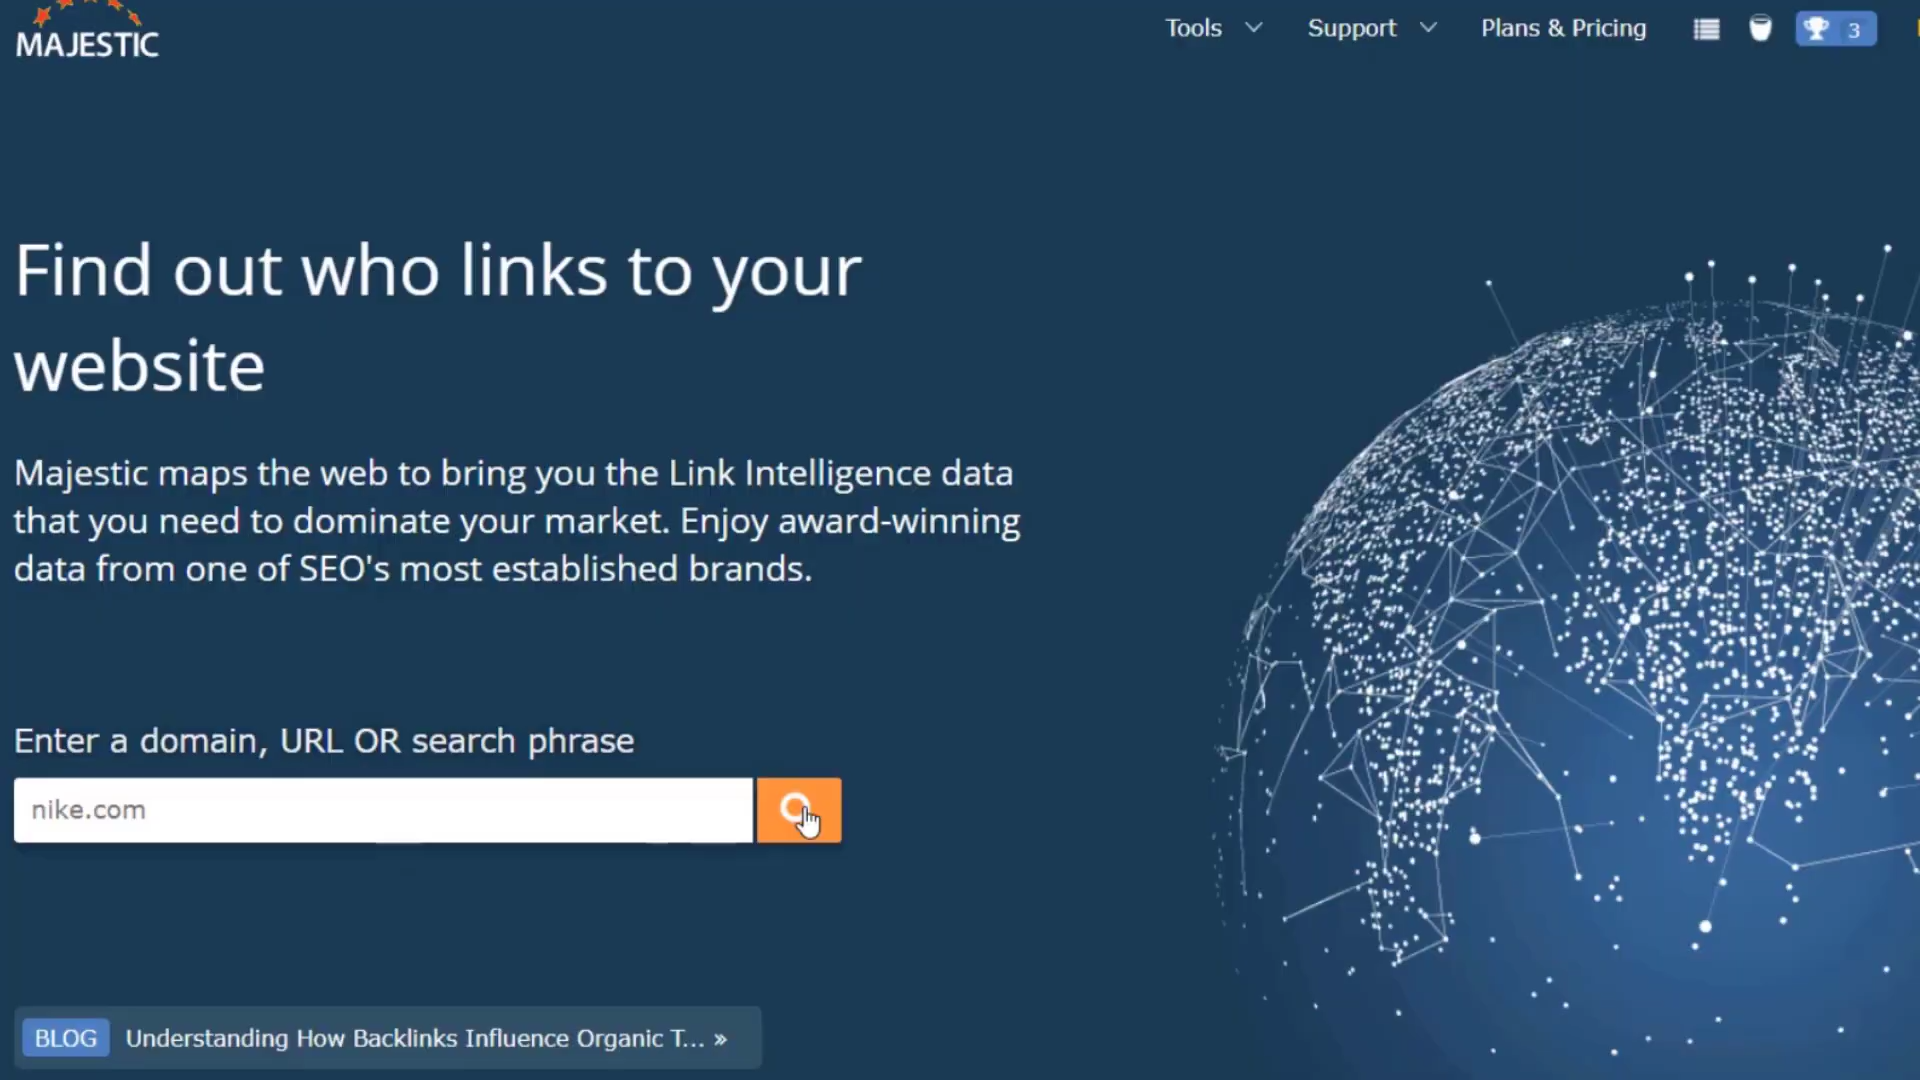 MAJESTIC
Tools
Support
Plans & Pricing
3
Find out who links to your
website
Majestic maps the web to bring you the Link Intelligence data
that you need to dominate your market. Enjoy award-winning
data from one of SEO's most established brands.
Enter a domain, URL OR search phrase
nike.com
BLOG Understanding How Backlinks Influence Organic T... »